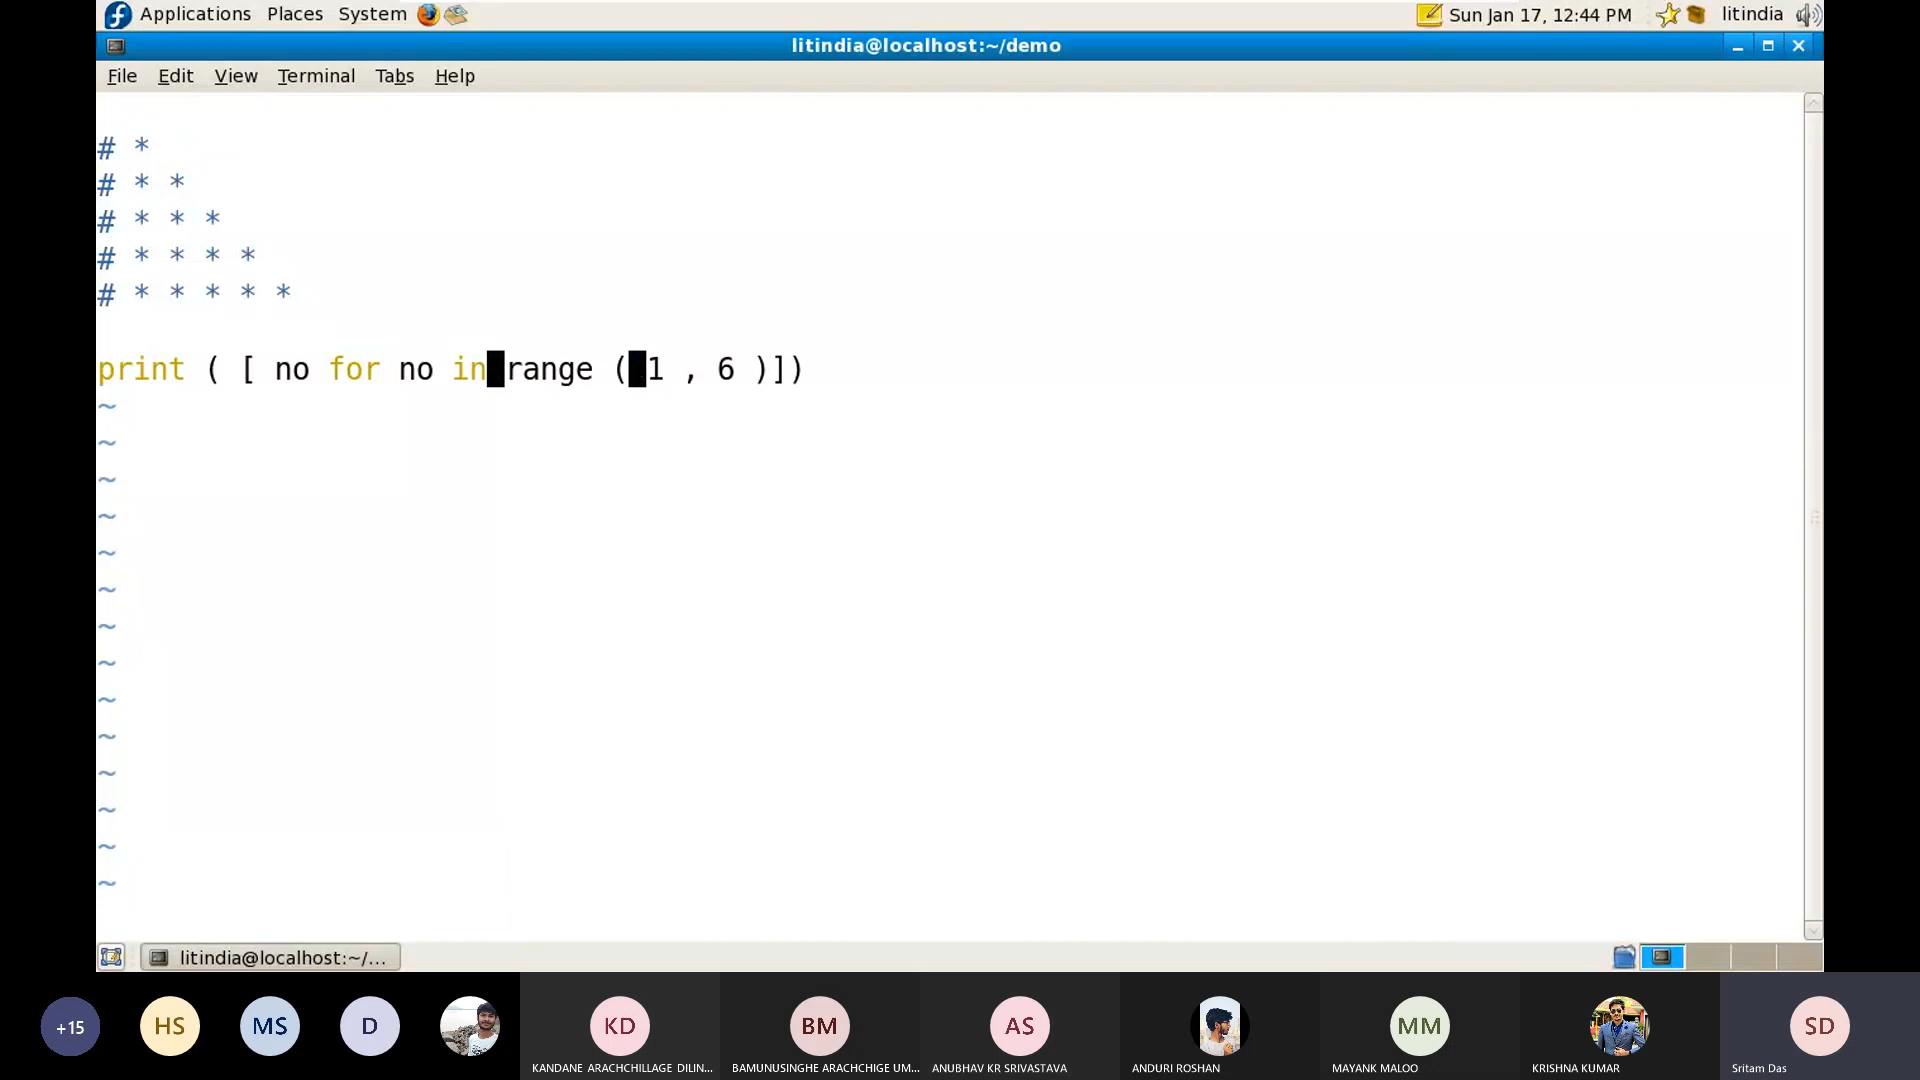 Applications Places System Sun Jan 17, 12:44 PM litindia
litindia@localhost:~/demo
File Edit View Terminal Tabs Help
# *
# * *
# * * *
# * * * *
# * * * * *
print ( [ no for no in range ( 1 , 6 )])
~
~
~
~
~
~
~
~
~
~
~
~
~
~
litindia@localhost:~/...
+15 HS MS D KD BM AS MM SD
KANDANE ARACHCHILLAGE DILIN... BAMUNUSINGHE ARACHCHIGE UM... ANUBHAV KR SRIVASTAVA ANDURI ROSHAN MAYANK MALOO KRISHNA KUMAR Sritam Das